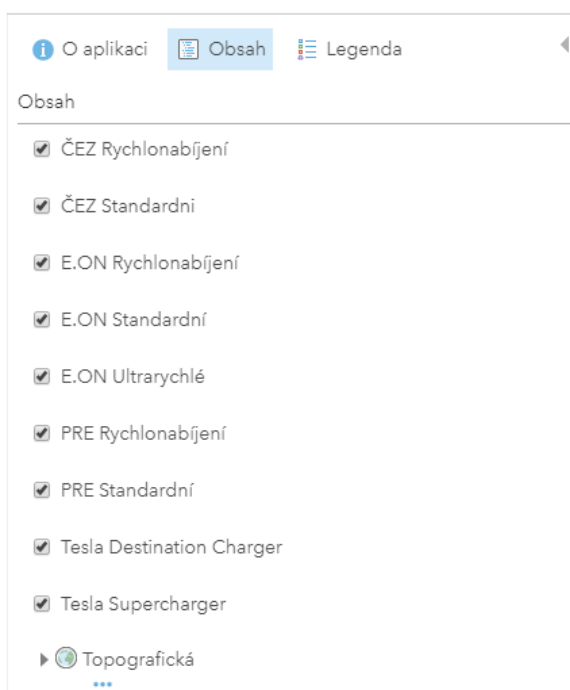 O aplikaci Obsah Legenda
Obsah
ČEZ Rychlonabíjení
ČEZ Standardni
E.ON Rychlonabíjení
E.ON Standardní
E.ON Ultrarychlé
PRE Rychlonabíjení
PRE Standardní
Tesla Destination Charger
Tesla Supercharger
Topografická